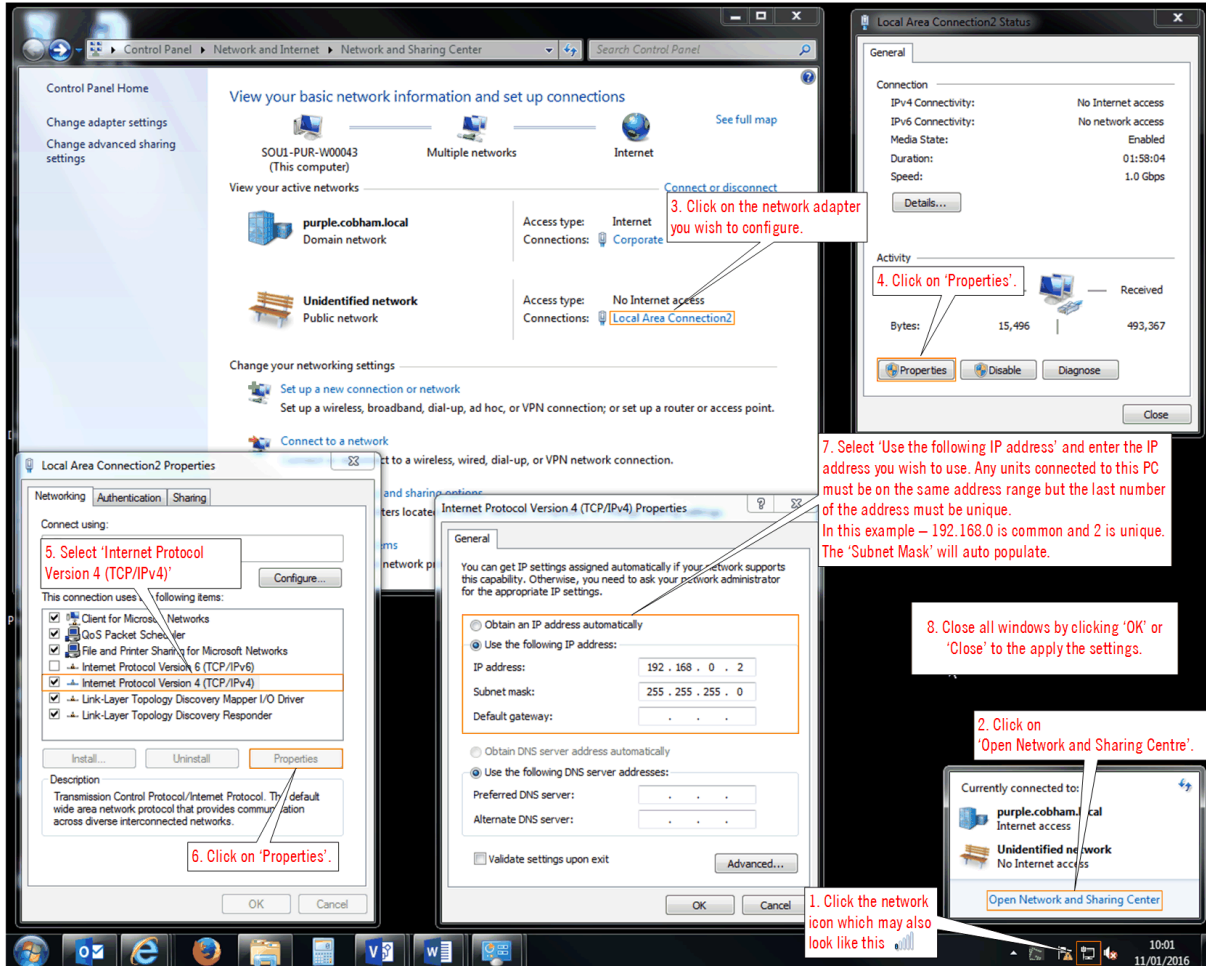 Control Panel
Network and Internet
Network and Sharing Center
Search Control Panel
Control Panel Home
Change adapter settings
Change advanced sharing
settings
View your basic network information and set up connections
See full map
SOU1-PUR-W00043
(This computer)
Multiple networks
Internet
View your active networks
Connect or disconnect
purple.cobham.local
Domain network
Access type: Internet
Connections: Corporate
3. Click on the network adapter
you wish to configure.
Unidentified network
Public network
Access type: No Internet access
Connections: Local Area Connection2
Change your networking settings
Set up a new connection or network
Set up a wireless, broadband, dial-up, ad hoc, or VPN connection; or set up a router or access point.
Connect to a network
ct to a wireless, wired, dial-up, or VPN network connection.
and sharing options
ters locate
ems
network pr
Local Area Connection2 Status
General
Connection
IPv4 Connectivity: No Internet access
IPv6 Connectivity: No network access
Media State: Enabled
Duration: 01:58:04
Speed: 1.0 Gbps
Details...
Activity
4. Click on 'Properties'.
Received
Bytes: 15,496 493,367
Properties
Disable
Diagnose
Close
Local Area Connection2 Properties
Networking
Authentication
Sharing
Connect using:
5. Select 'Internet Protocol
Version 4 (TCP/IPv4)'
Configure...
This connection uses following items:
Client for Microsoft Networks
QoS Packet Scheduler
File and Printer Sharing for Microsoft Networks
Internet Protocol Version 6 (TCP/IPv6)
Internet Protocol Version 4 (TCP/IPv4)
Link-Layer Topology Discovery Mapper I/O Driver
Link-Layer Topology Discovery Responder
Install...
Uninstall
Properties
Description
Transmission Control Protocol/Internet Protocol. The default
wide area network protocol that provides communication
across diverse interconnected networks.
6. Click on 'Properties'.
OK
Cancel
Internet Protocol Version 4 (TCP/IPv4) Properties
General
You can get IP settings assigned automatically if your network supports
this capability. Otherwise, you need to ask your network administrator
for the appropriate IP settings.
Obtain an IP address automatically
Use the following IP address:
IP address: 192 . 168 . 0 . 2
Subnet mask: 255 . 255 . 255 . 0
Default gateway: . . .
Obtain DNS server address automatically
Use the following DNS server addresses:
Preferred DNS server: . . .
Alternate DNS server: . . .
Validate settings upon exit
Advanced...
OK
Cancel
7. Select 'Use the following IP address' and enter the IP
address you wish to use. Any units connected to this PC
must be on the same address range but the last number
of the address must be unique.
In this example – 192.168.0 is common and 2 is unique.
The 'Subnet Mask' will auto populate.
8. Close all windows by clicking 'OK' or
'Close' to the apply the settings.
2. Click on
'Open Network and Sharing Centre'.
Currently connected to:
purple.cobham.local
Internet access
Unidentified network
No Internet access
Open Network and Sharing Center
1. Click the network
icon which may also
look like this
10:01
11/01/2016